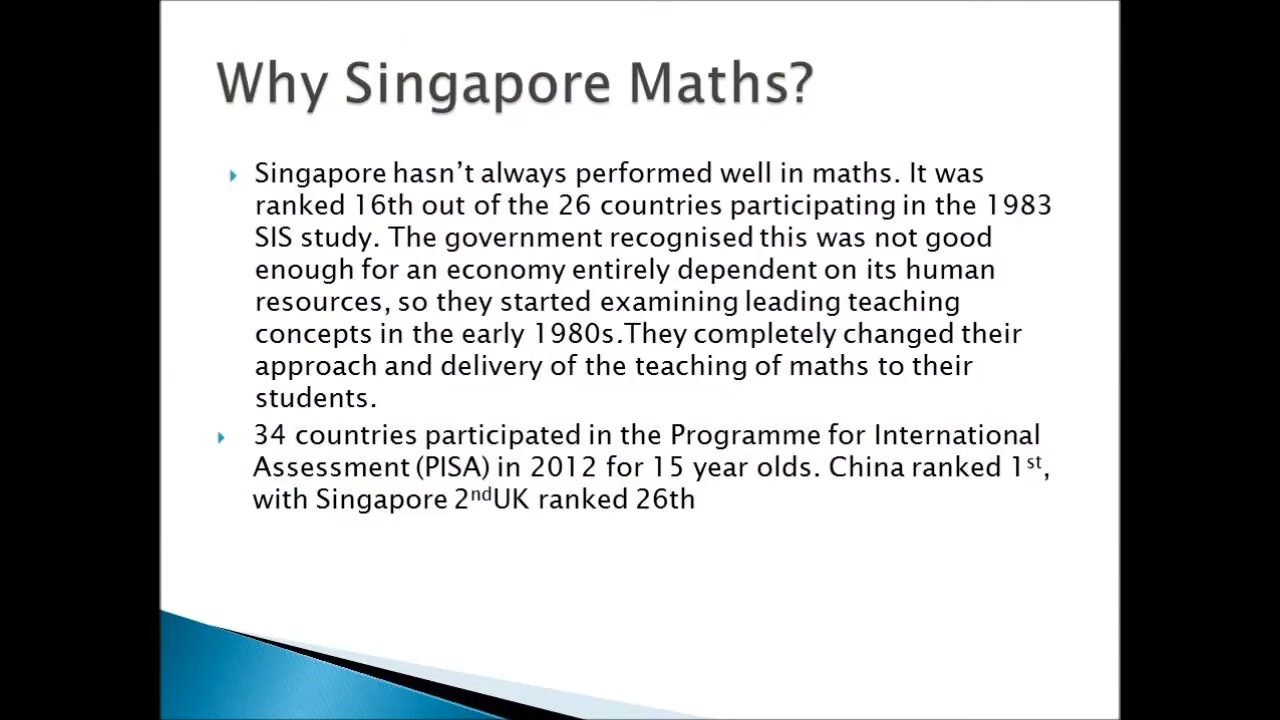 Why Singapore Maths?
Singapore hasn’t always performed well in maths. It was
ranked 16th out of the 26 countries participating in the 1983
SIS study. The government recognised this was not good
enough for an economy entirely dependent on its human
resources, so they started examining leading teaching
concepts in the early 1980s.They completely changed their
approach and delivery of the teaching of maths to their
students.
34 countries participated in the Programme for International
Assessment (PISA) in 2012 for 15 year olds. China ranked 1st,
with Singapore 2ndUK ranked 26th